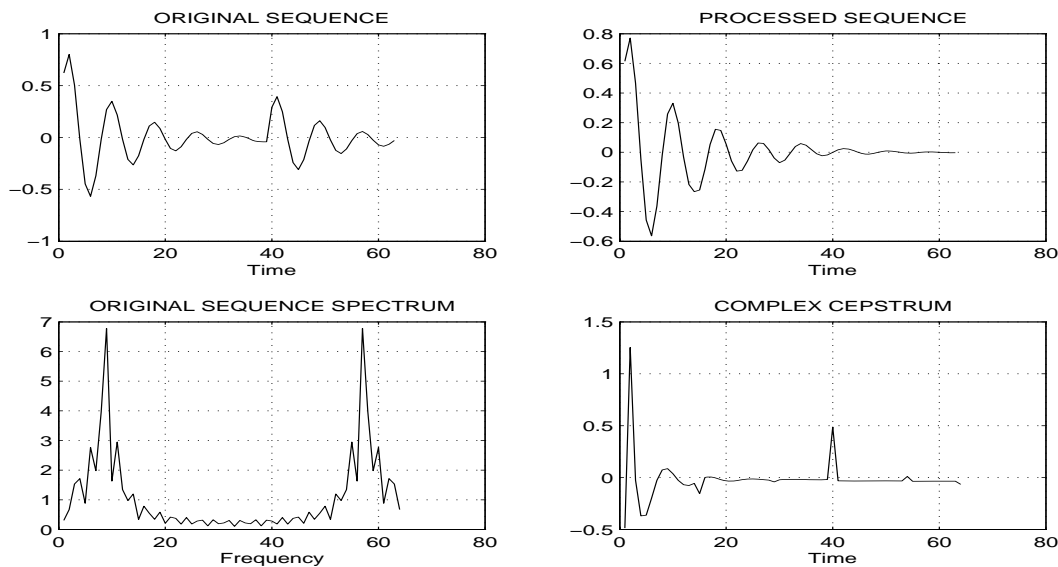 ORIGINAL SEQUENCE
1
0.5
0
−0.5
−1
0 20 40 60 80
Time
PROCESSED SEQUENCE
0.8
0.6
0.4
0.2
0
−0.2
−0.4
−0.6
0 20 40 60 80
Time
ORIGINAL SEQUENCE SPECTRUM
7
6
5
4
3
2
1
0
0 20 40 60 80
Frequency
COMPLEX CEPSTRUM
1.5
1
0.5
0
−0.5
0 20 40 60 80
Time